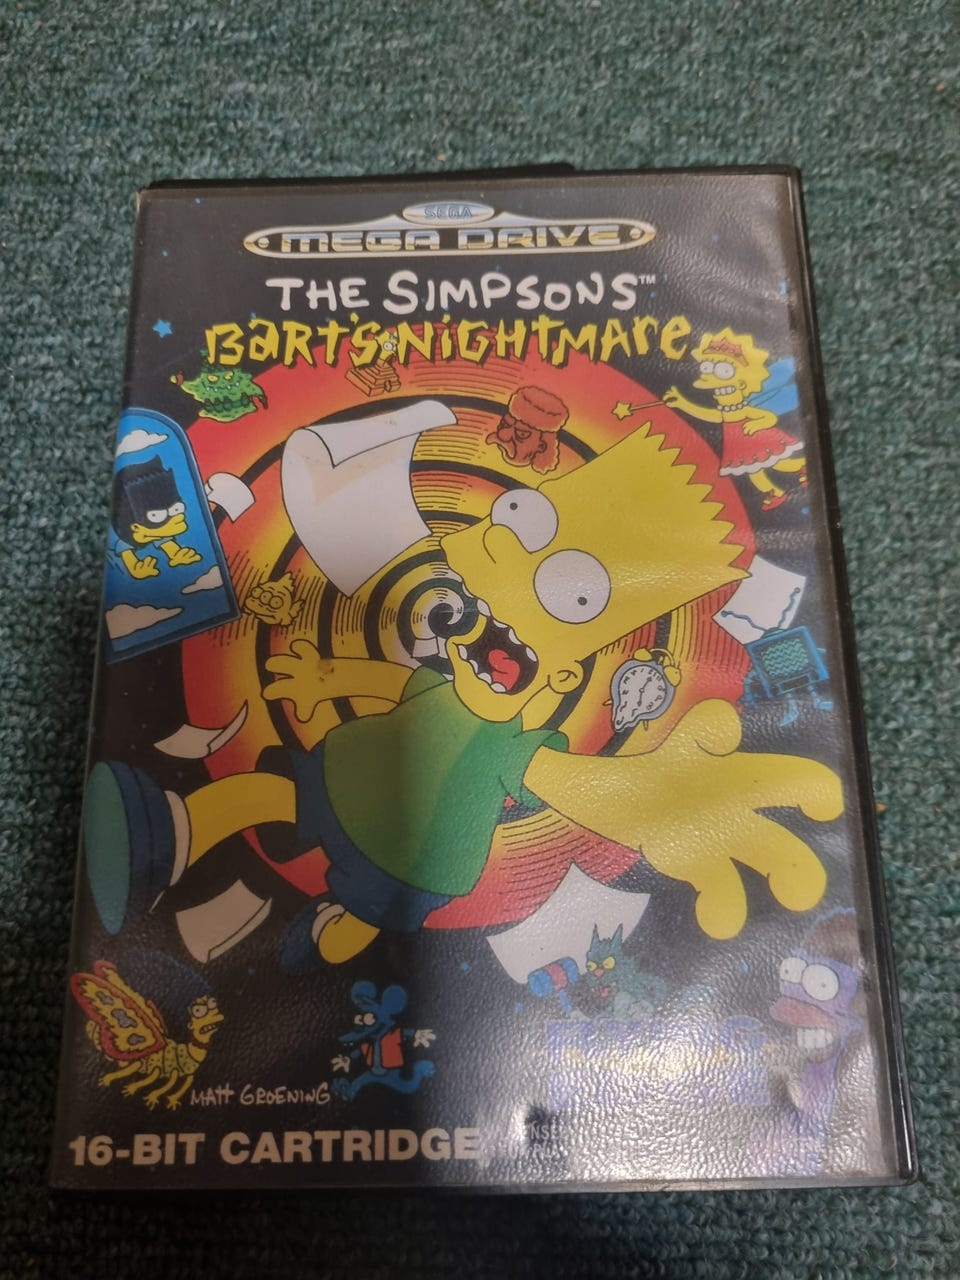 SEGA
MEGA DRIVE
THE SIMPSONS™
BART'S NIGHTMARE
MATT GROENING
16-BIT CARTRIDGE